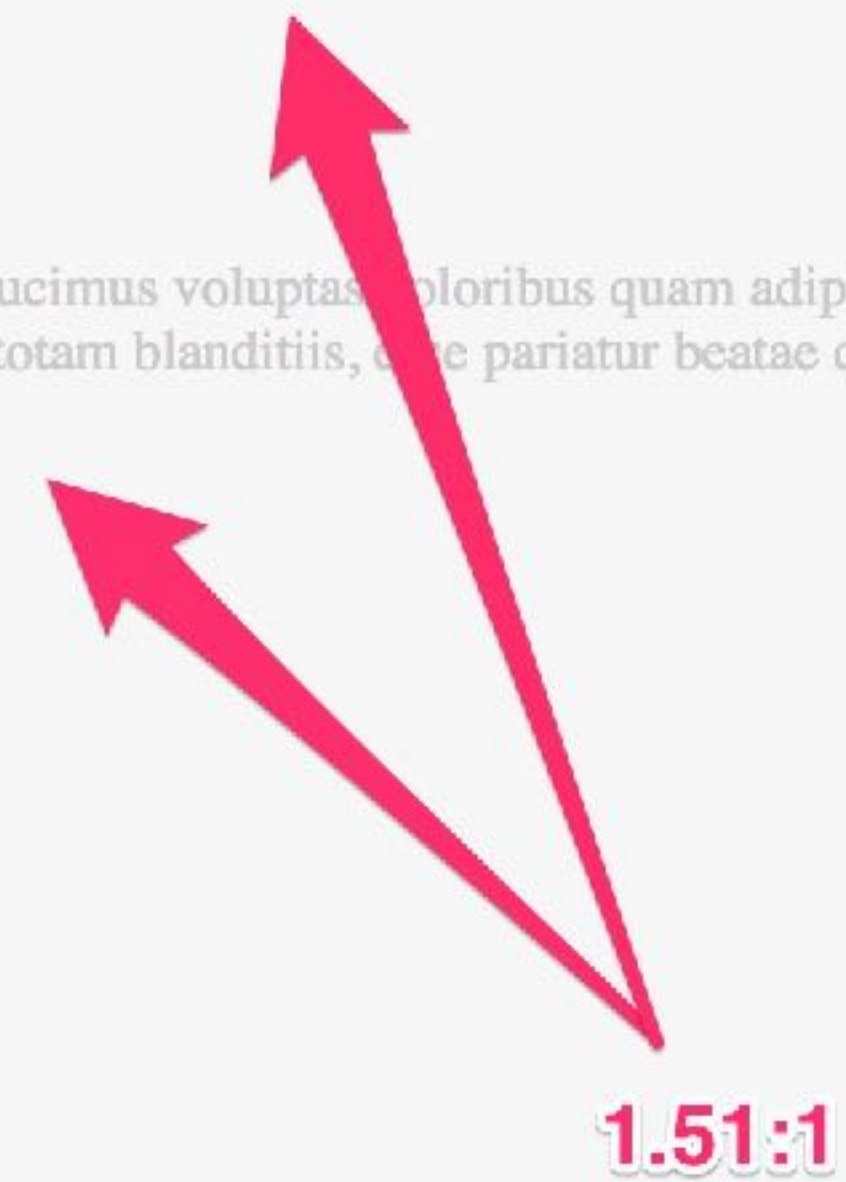 ucimus voluptas oloribus quam adip
totam blanditiis, e pariatur beatae
1.51:1